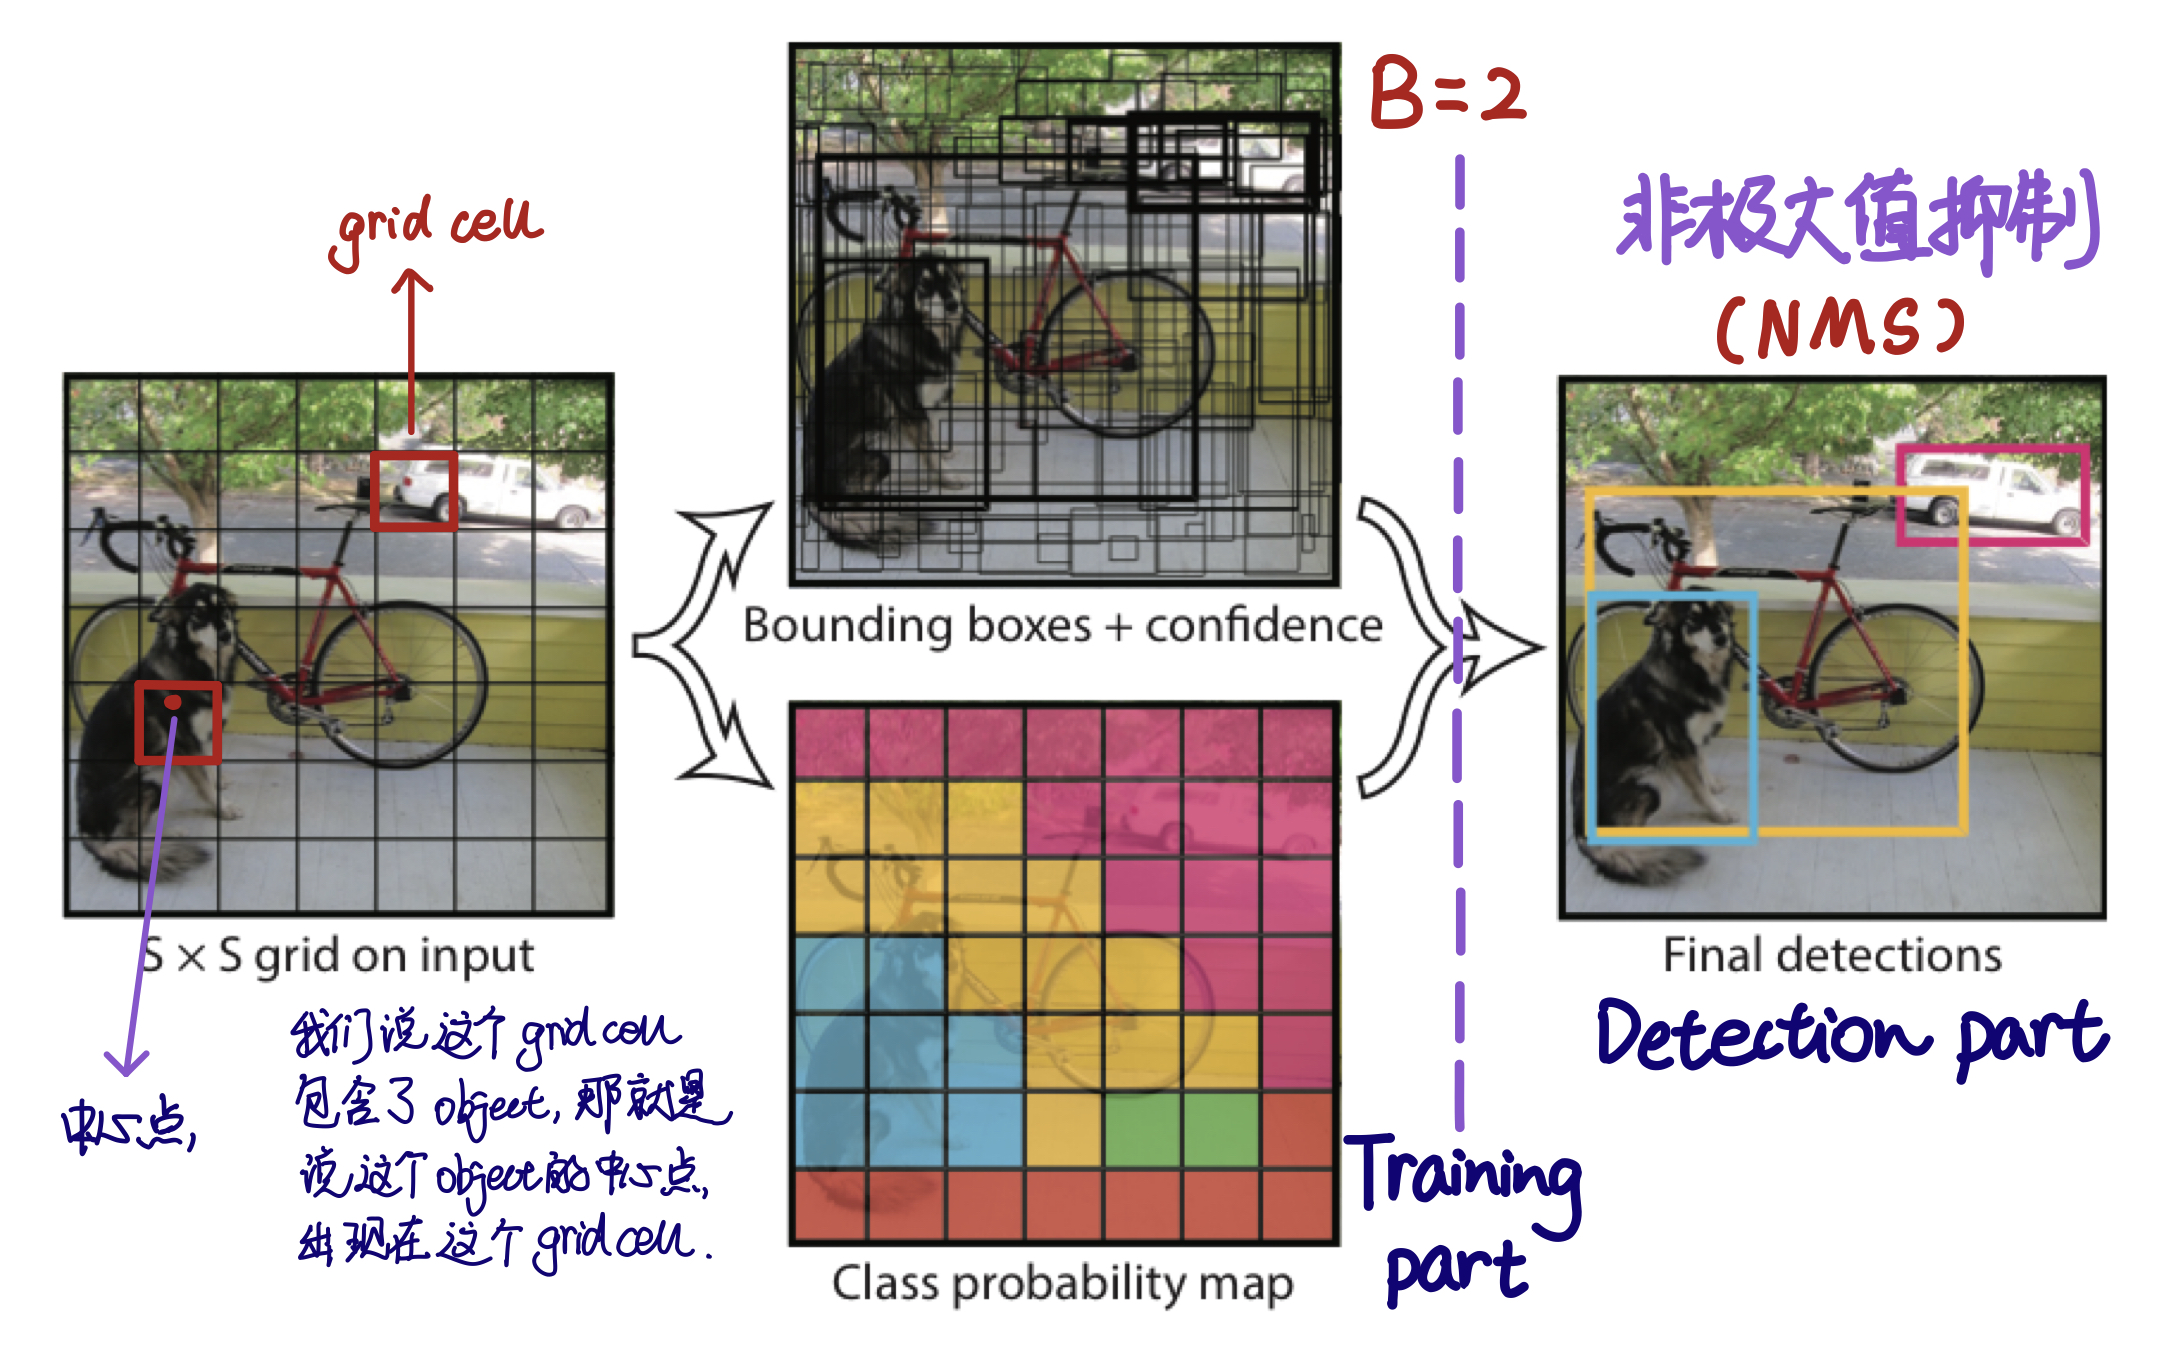 grid cell
S × S grid on input
中心点
我们说这个 grid cell
包含了 object, 那就是
说这个 object 的中心点,
出现在这个 grid cell.
B=2
Bounding boxes + confidence
Class probability map
Training
part
非极大值抑制
(NMS)
Final detections
Detection part